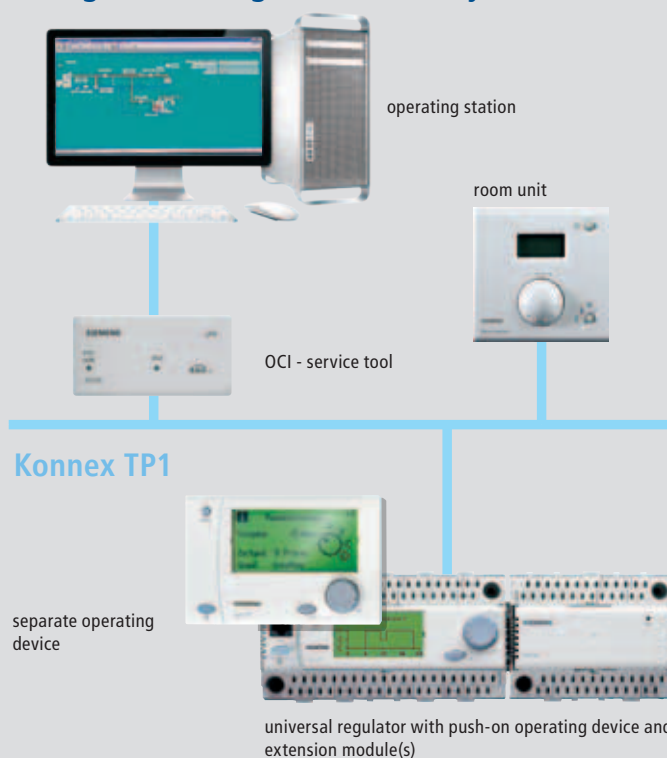 operating station
room unit
SIEMENS
OCI - service tool
Konnex TP1
separate operating
device
universal regulator with push-on operating device and
extension module(s)